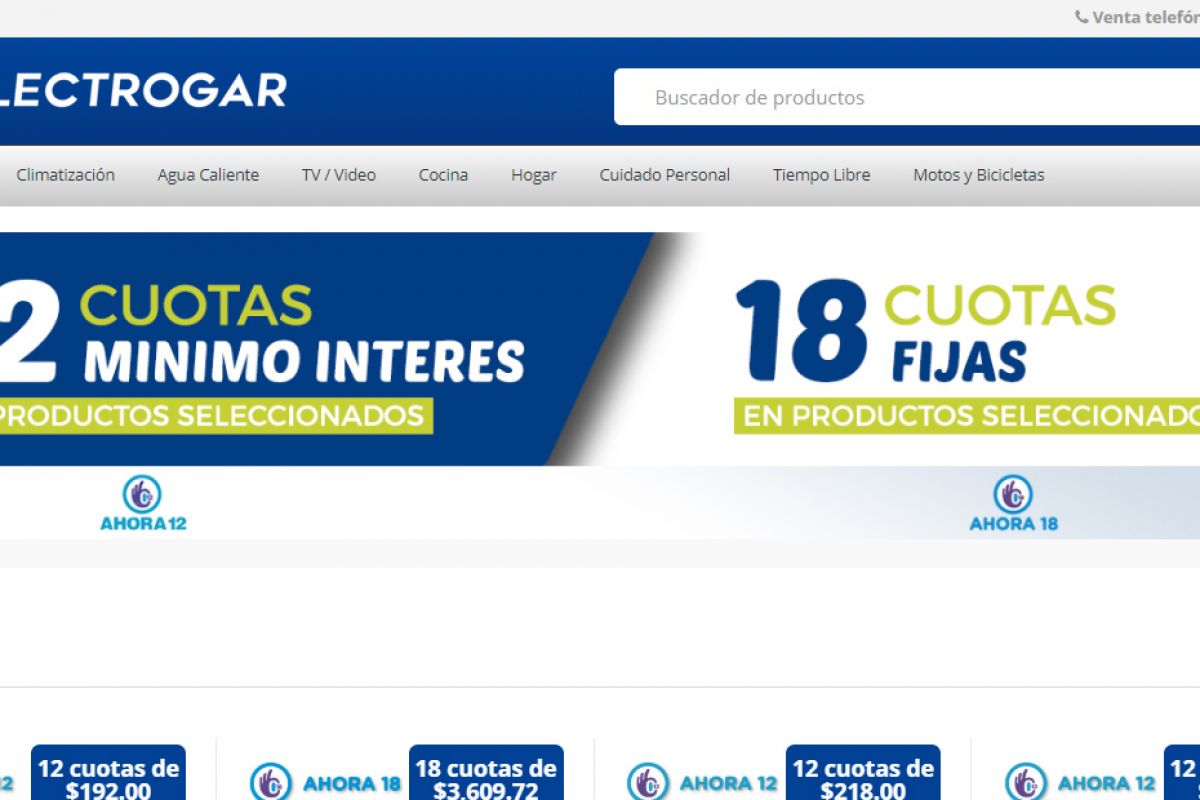 Venta telefón
LECTROGAR
Buscador de productos
Climatización Agua Caliente TV / Video Cocina Hogar Cuidado Personal Tiempo Libre Motos y Bicicletas
2 CUOTAS
MINIMO INTERES
PRODUCTOS SELECCIONADOS
18 CUOTAS
FIJAS
EN PRODUCTOS SELECCIONADO
AHORA 12
AHORA 18
2
12 cuotas de
$192.00
AHORA 18
18 cuotas de
$3,609.72
AHORA 12
12 cuotas de
$218.00
AHORA 12
12